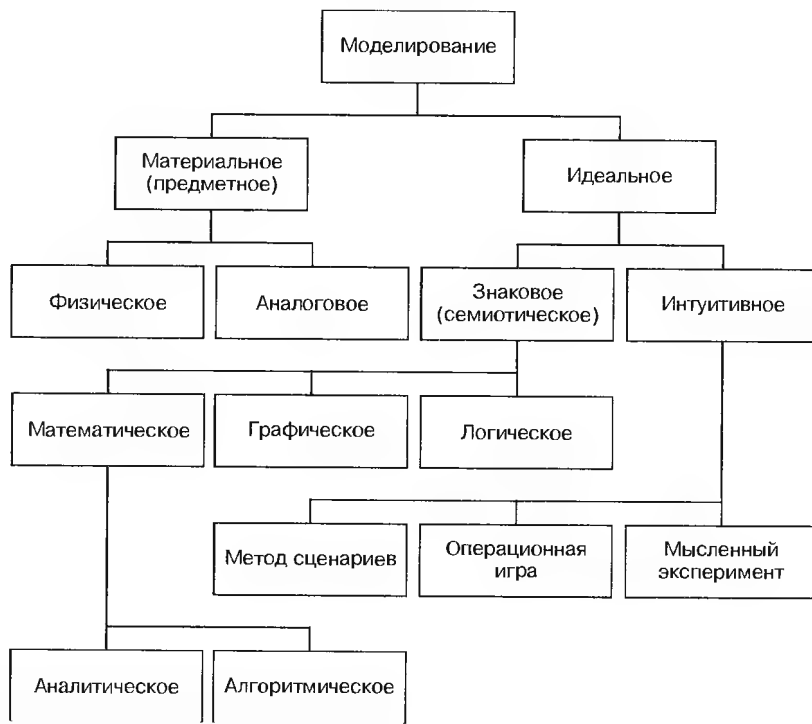 Моделирование
Материальное
(предметное)
Идеальное
Физическое
Аналоговое
Знаковое
(семиотическое)
Интуитивное
Математическое
Графическое
Логическое
Метод сценариев
Операционная
игра
Мысленный
эксперимент
Аналитическое
Алгоритмическое